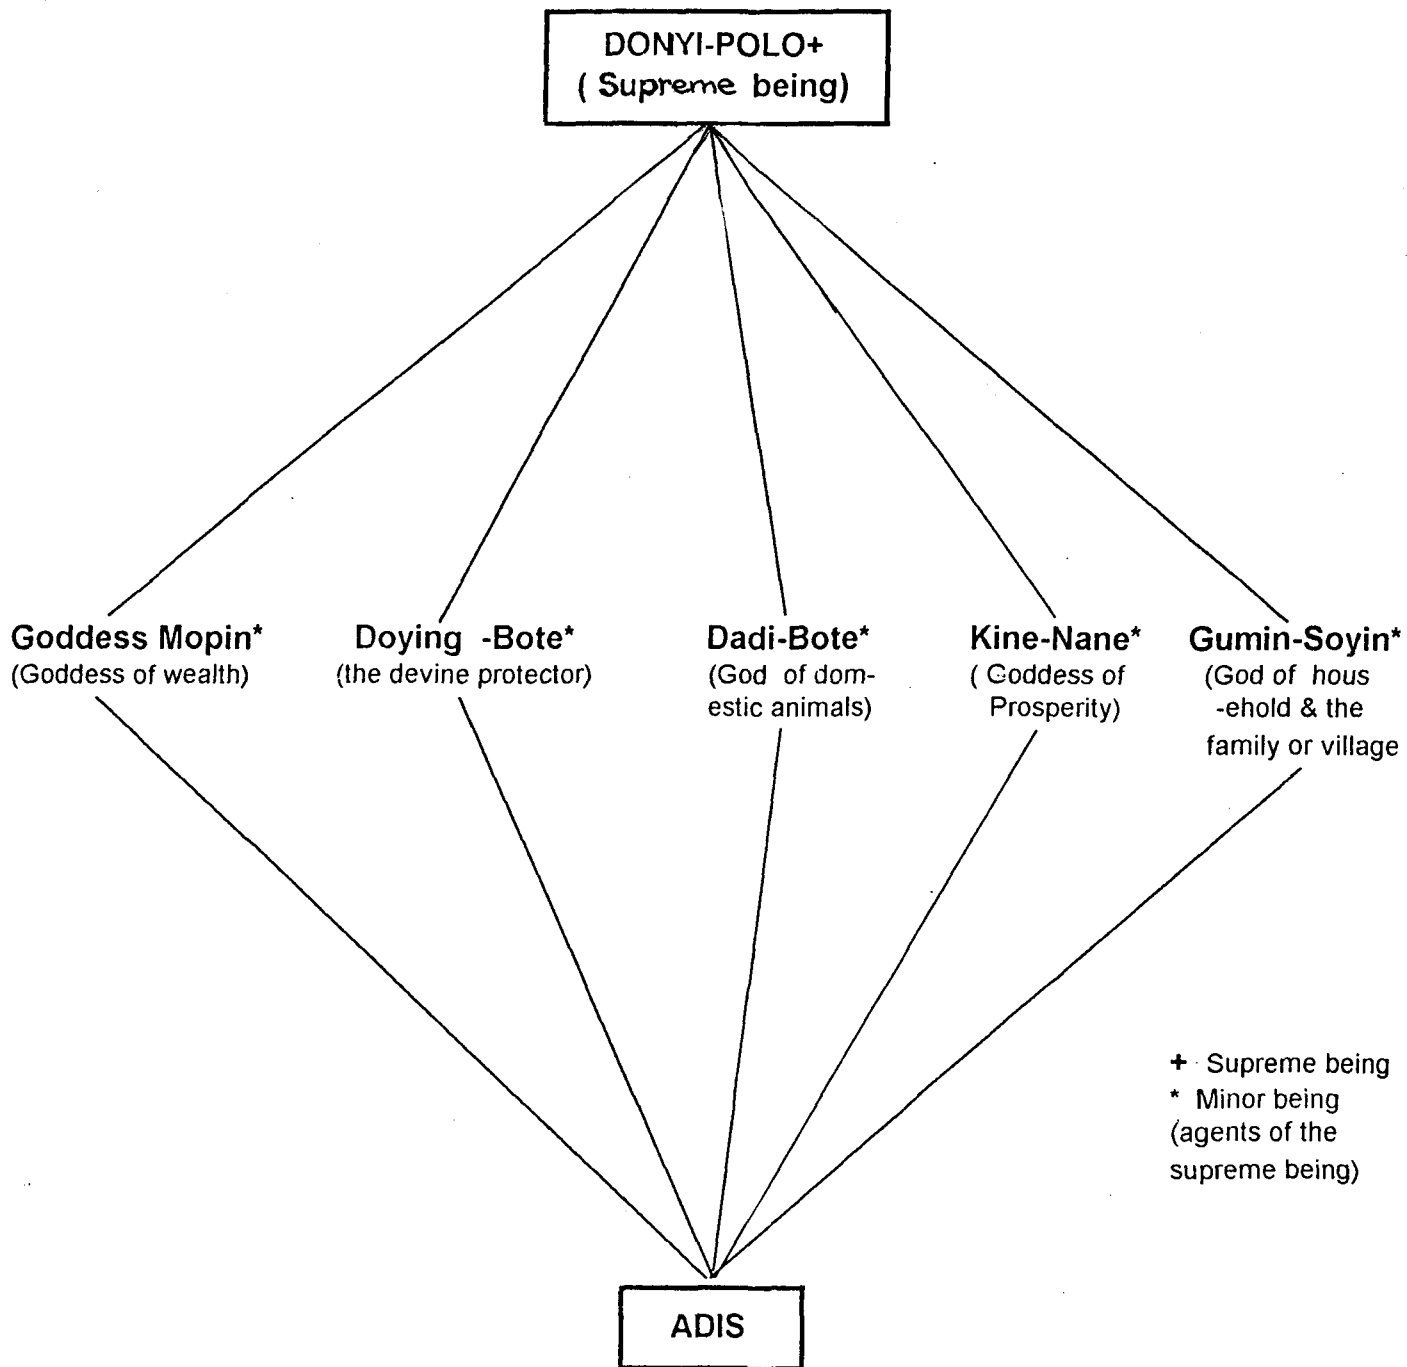 DONYI-POLO+
( Supreme being)
Goddess Mopin*
(Goddess of wealth)
Doying -Bote*
(the devine protector)
Dadi-Bote*
(God of dom-
estic animals)
Kine-Nane*
( Goddess of
Prosperity)
Gumin-Soyin*
(God of hous
-ehold & the
family or village
+ Supreme being
* Minor being
(agents of the
supreme being)
ADIS